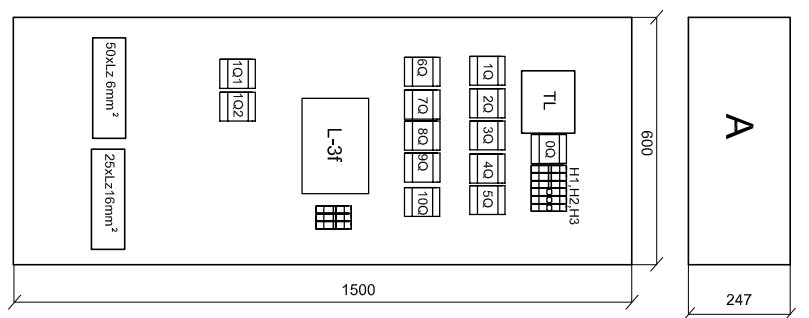 50xLz 6mm²
25xLz16mm²
1Q1
1Q2
L-3f
6Q
7Q
8Q
9Q
10Q
1Q
2Q
3Q
4Q
5Q
TL
0Q
H1,H2,H3
600
1500
A
247